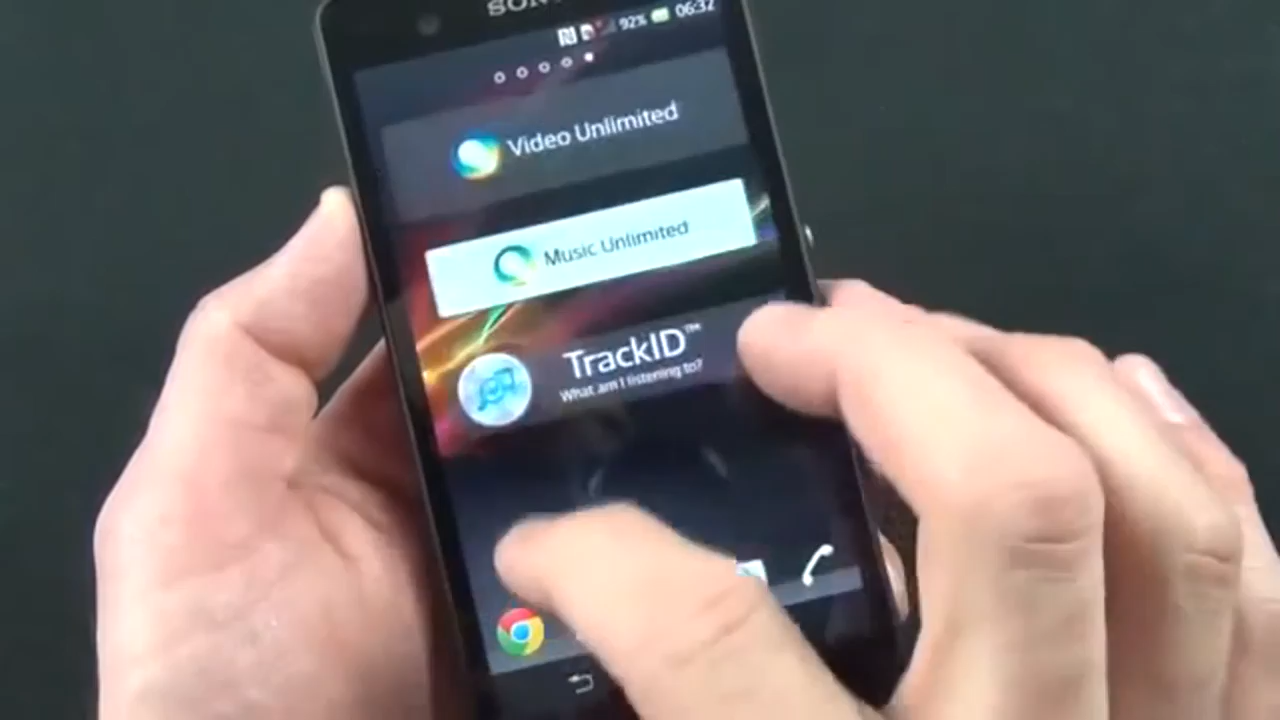 SONY
92% 06:32
Video Unlimited
Music Unlimited
TrackID™
What am I listening to?